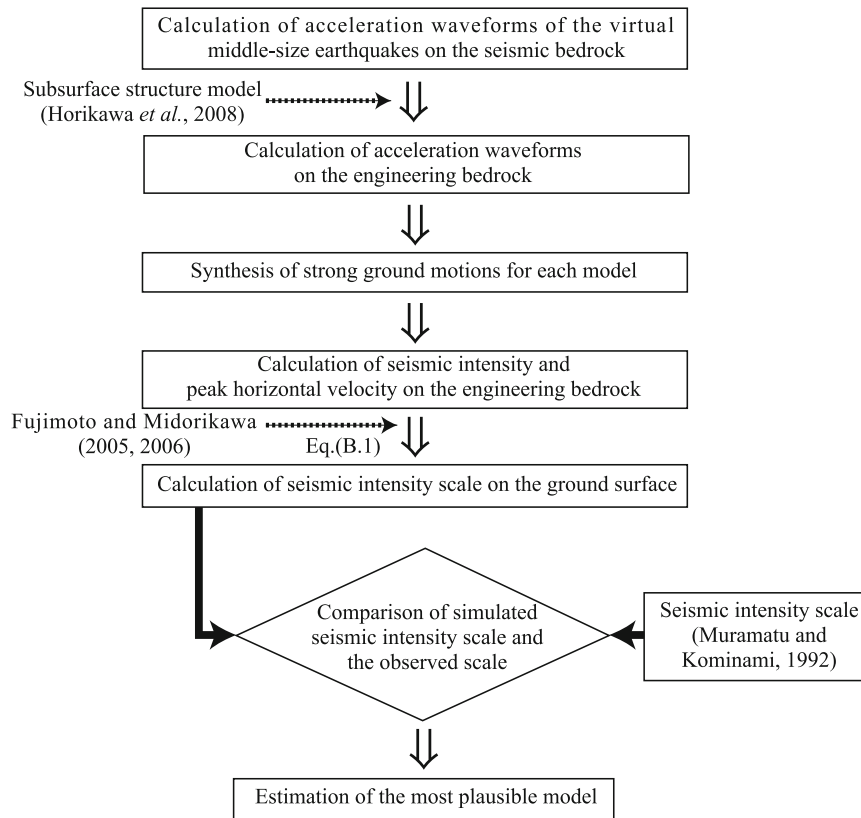 Calculation of acceleration waveforms of the virtual
middle-size earthquakes on the seismic bedrock
Subsurface structure model
(Horikawa et al., 2008)
Calculation of acceleration waveforms
on the engineering bedrock
Synthesis of strong ground motions for each model
Calculation of seismic intensity and
peak horizontal velocity on the engineering bedrock
Fujimoto and Midorikawa
(2005, 2006)
Eq.(B.1)
Calculation of seismic intensity scale on the ground surface
Comparison of simulated
seismic intensity scale and
the observed scale
Seismic intensity scale
(Muramatu and
Kominami, 1992)
Estimation of the most plausible model